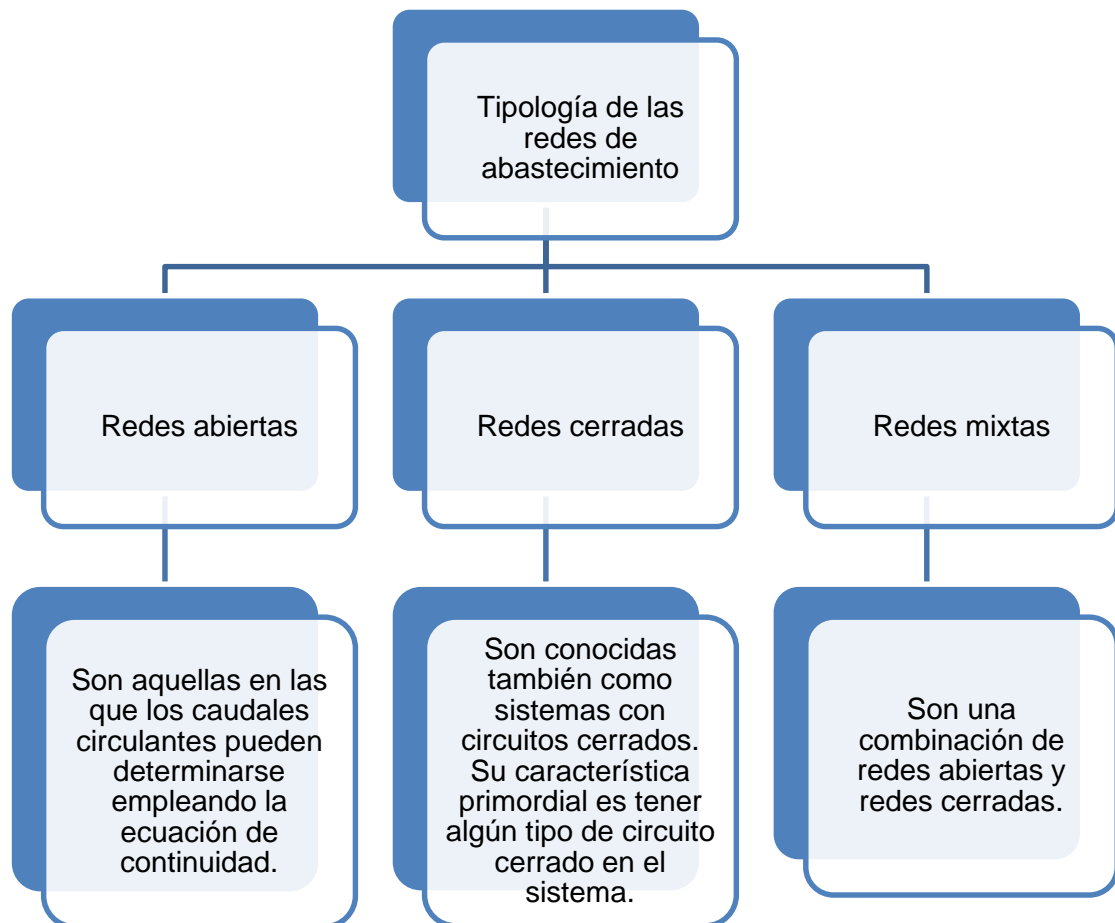 Tipología de las
redes de
abastecimiento
Redes abiertas
Redes cerradas
Redes mixtas
Son aquellas en las
que los caudales
circulantes pueden
determinarse
empleando la
ecuación de
continuidad.
Son conocidas
también como
sistemas con
circuitos cerrados.
Su característica
primordial es tener
algún tipo de circuito
cerrado en el
sistema.
Son una
combinación de
redes abiertas y
redes cerradas.